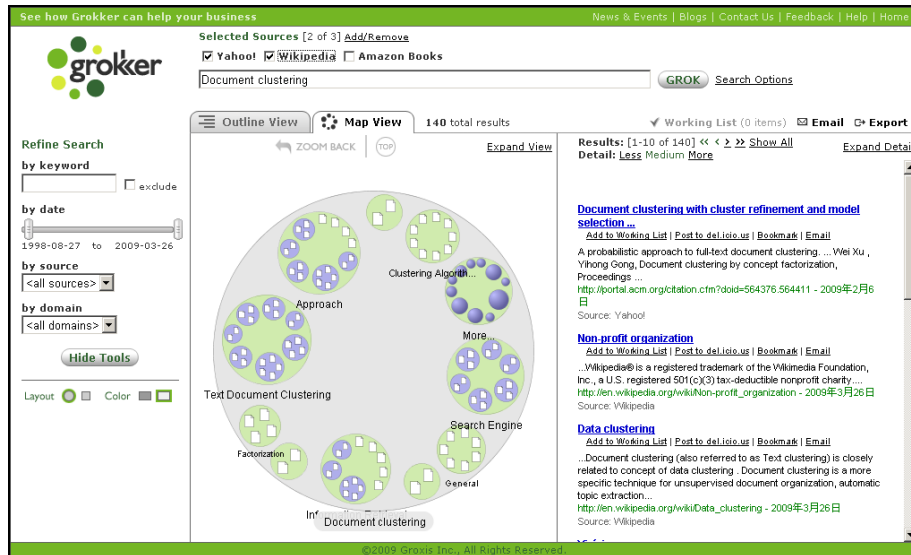 See how Grokker can help your business
News & Events | Blogs | Contact Us | Feedback | Help | Home
grokker
Selected Sources [2 of 3] Add/Remove
Yahoo! Wikipedia Amazon Books
Document clustering
GROK Search Options
Outline View Map View 140 total results
Working List (0 items) Email Export
Refine Search
by keyword
exclude
by date
1998-08-27 to 2009-03-26
by source
<all sources>
by domain
<all domains>
Hide Tools
Layout Color
ZOOM BACK TOP Expand View
Clustering Algorith...
Approach
More...
Text Document Clustering
Search Engine
Factorization
General
Document clustering
Results: [1-10 of 140] << < > >> Show All
Detail: Less Medium More
Expand Detai
Document clustering with cluster refinement and model
selection ...
Add to Working List | Post to del.icio.us | Bookmark | Email
A probabilistic approach to full-text document clustering. ... Wei Xu ,
Yihong Gong, Document clustering by concept factorization,
Proceedings ...
http://portal.acm.org/citation.cfm?doid=564376.564411 - 2009年2月6
日
Source: Yahoo!
Non-profit organization
Add to Working List | Post to del.icio.us | Bookmark | Email
...Wikipedia® is a registered trademark of the Wikimedia Foundation,
Inc., a U.S. registered 501(c)(3) tax-deductible nonprofit charity....
http://en.wikipedia.org/wiki/Non-profit_organization - 2009年3月26日
Source: Wikipedia
Data clustering
Add to Working List | Post to del.icio.us | Bookmark | Email
...Document clustering (also referred to as Text clustering) is closely
related to concept of data clustering . Document clustering is a more
specific technique for unsupervised document organization, automatic
topic extraction...
http://en.wikipedia.org/wiki/Data_clustering - 2009年3月26日
Source: Wikipedia
©2009 Groxis Inc., All Rights Reserved.